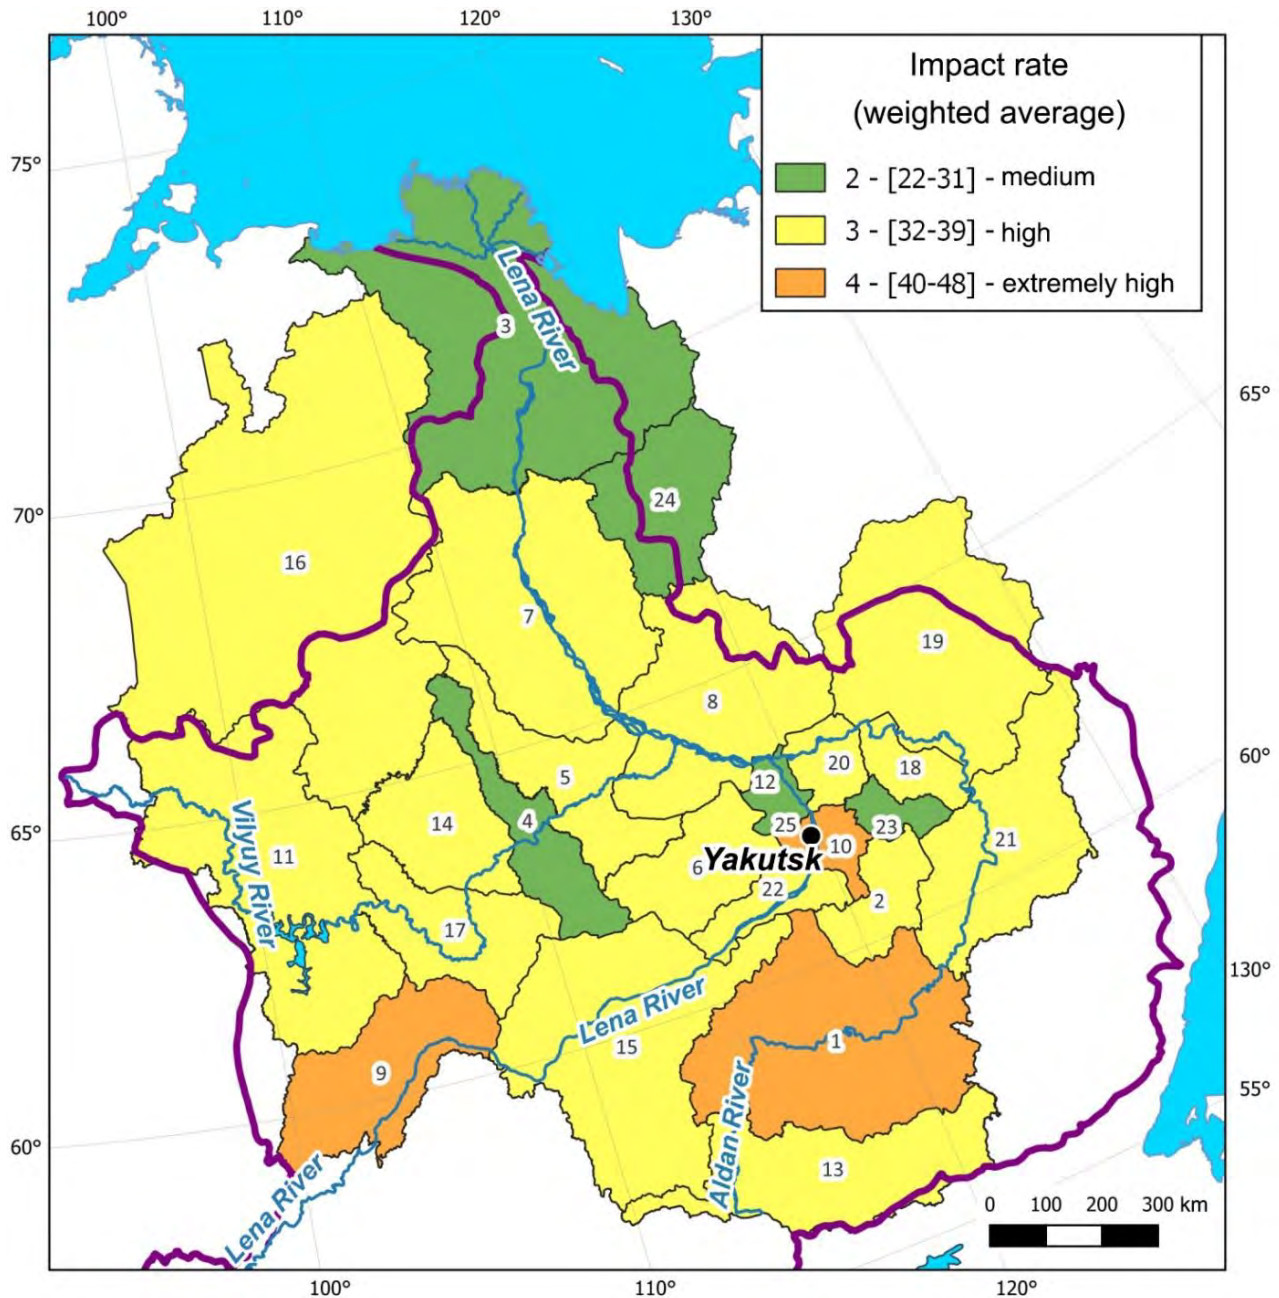 100° 110° 120° 130°
Impact rate
(weighted average)
2 - [22-31] - medium
3 - [32-39] - high
4 - [40-48] - extremely high
75°
Lena River
3
65°
24
70°
16
7
19
8
60°
20
18
5
12
4
14
25
23
65°
10
21
Vilyuy River
11
Yakutsk
6
22
2
17
130°
Lena River
15
1
9
55°
Aldan River
60°
13
Lena River
0 100 200 300 km
100° 110° 120°